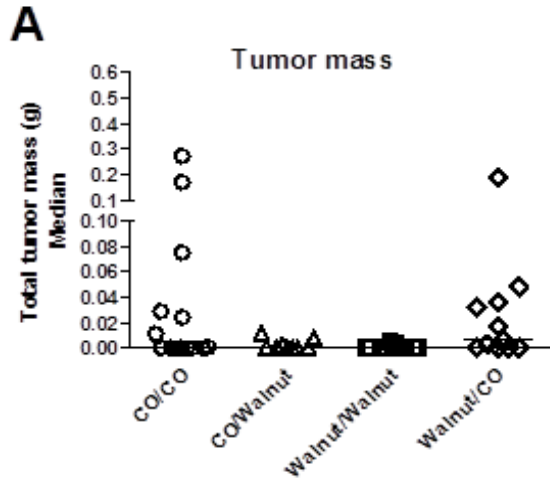 A
Tumor mass
Total tumor mass (g)
Median
0.6
0.5
0.4
0.3
0.2
0.1
0.10
0.08
0.06
0.04
0.02
0.00
CO/CO
CO/Walnut
Walnut/Walnut
Walnut/CO